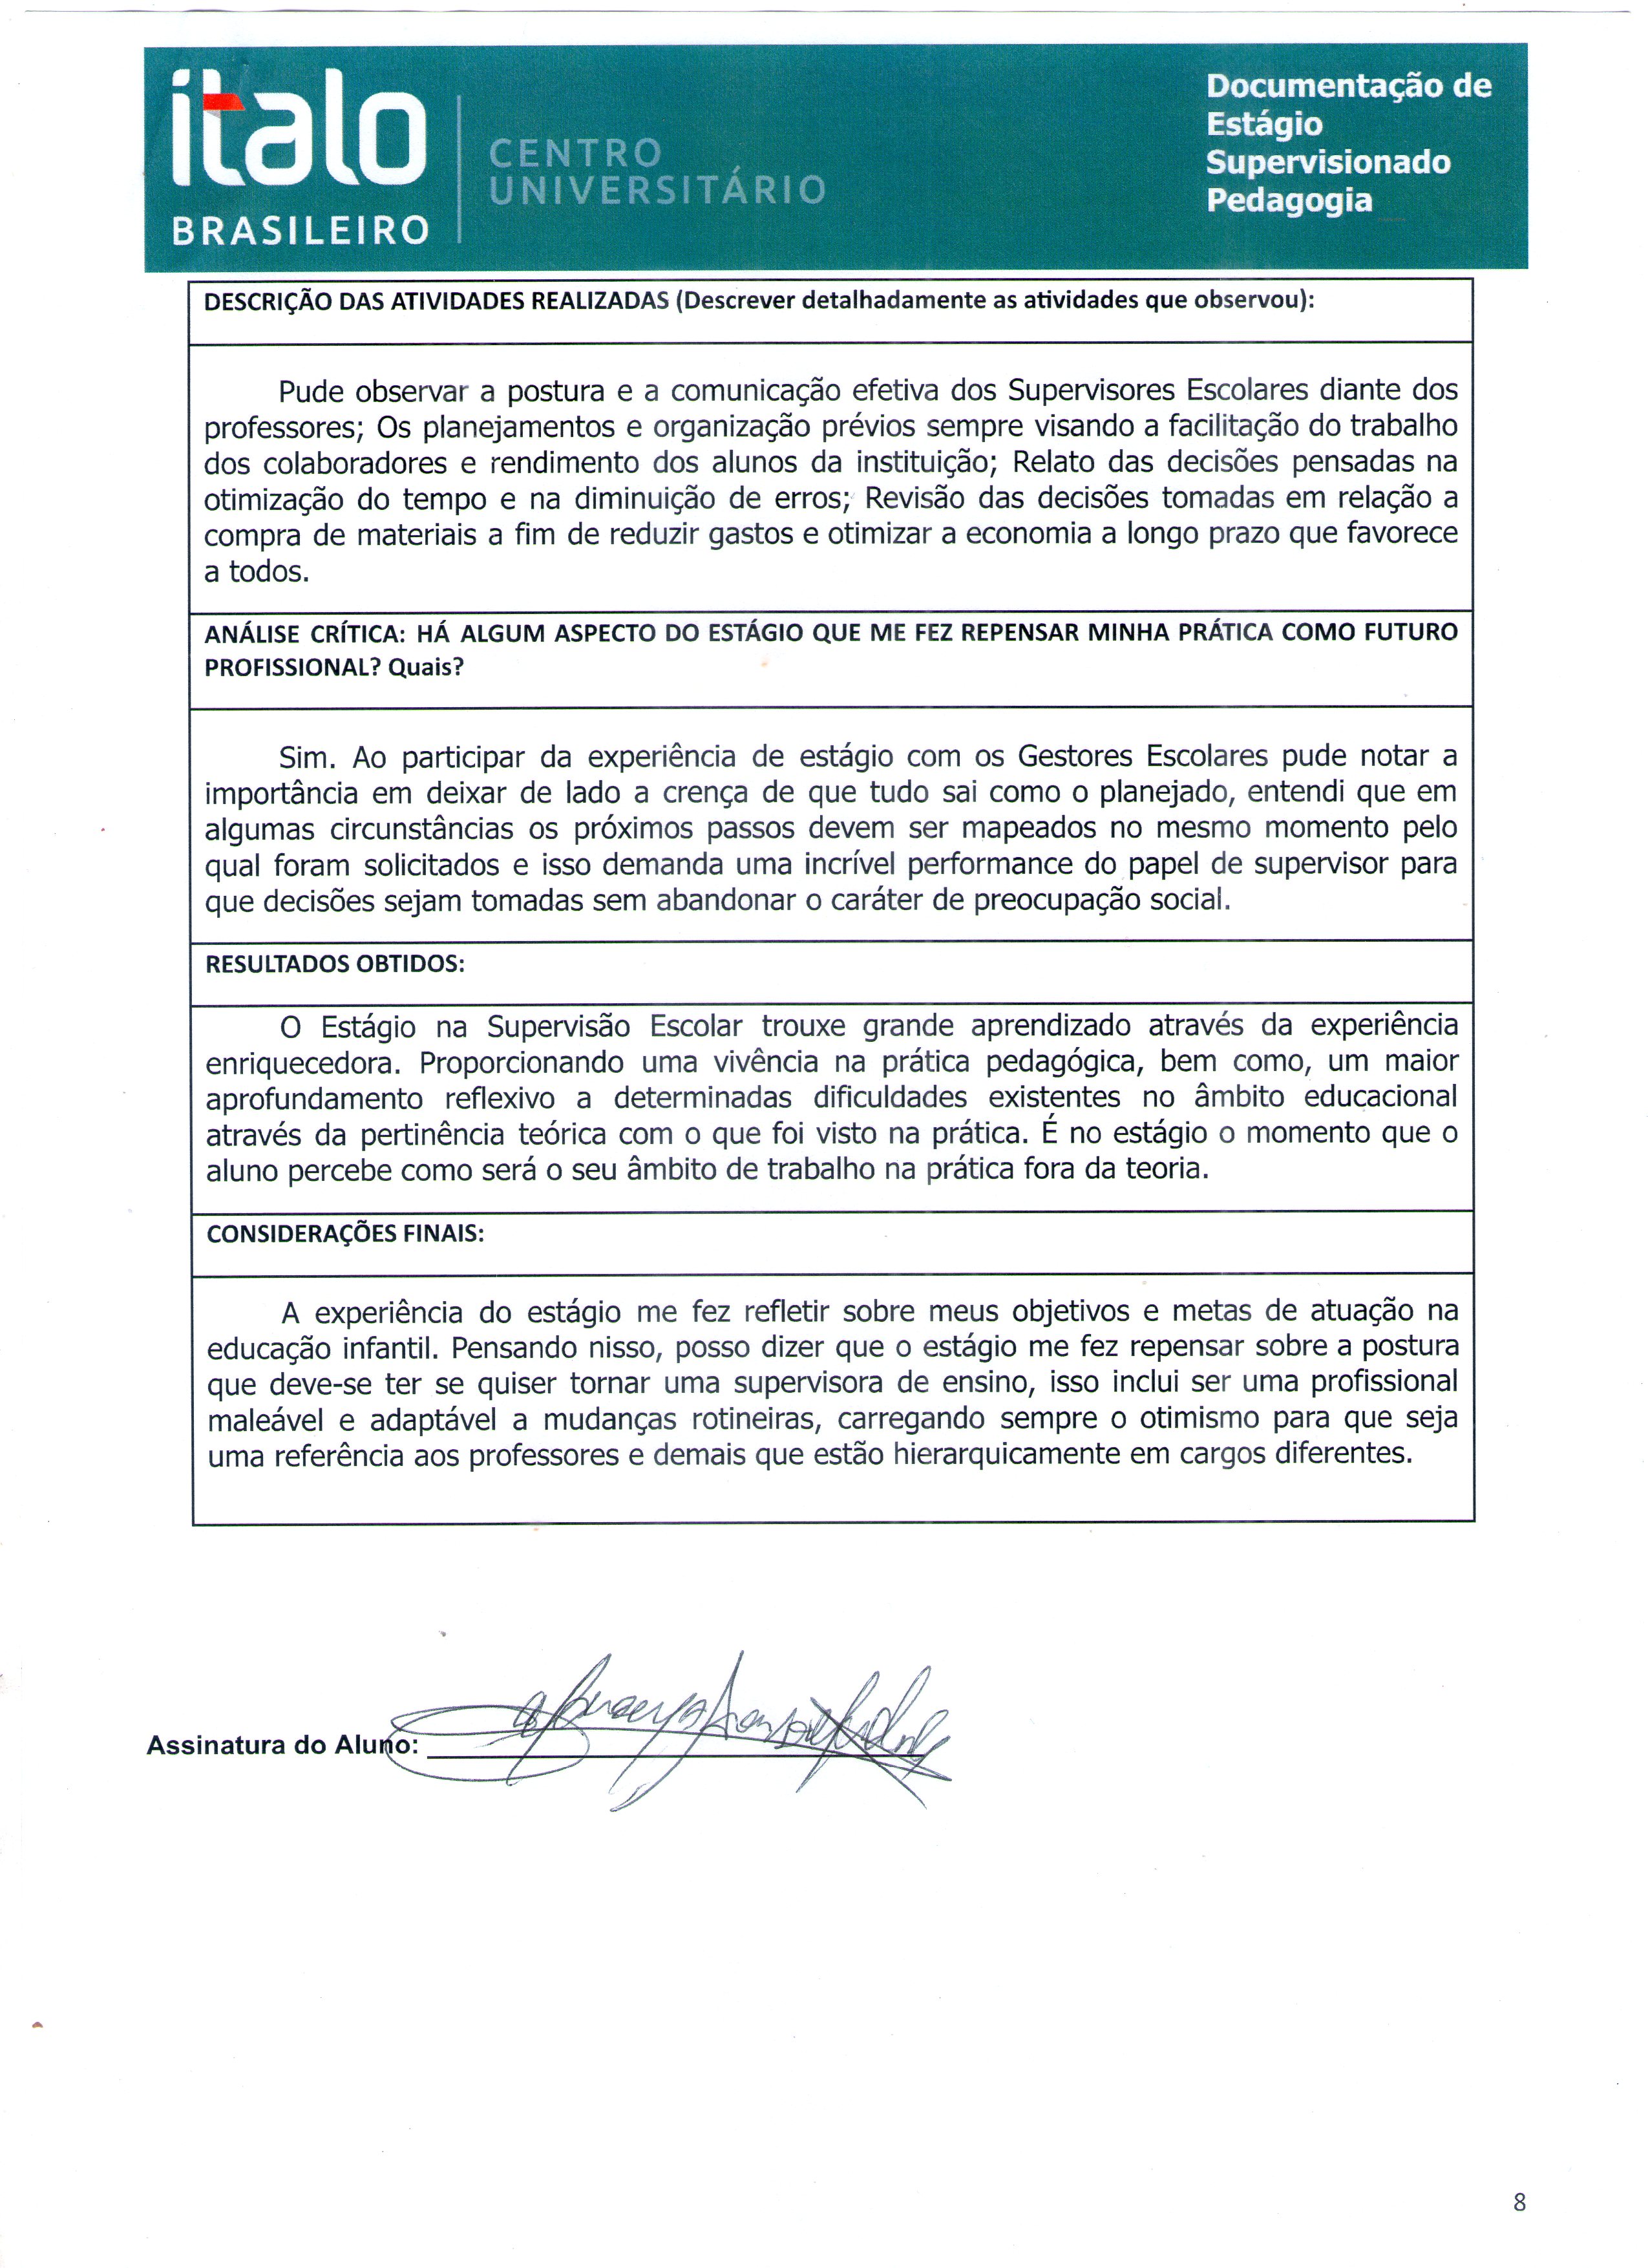 ítalo
BRASILEIRO
CENTRO
UNIVERSITÁRIO
Documentação de
Estágio
Supervisionado
Pedagogia
DESCRIÇÃO DAS ATIVIDADES REALIZADAS (Descrever detalhadamente as atividades que observou):
Pude observar a postura e a comunicação efetiva dos Supervisores Escolares diante dos
professores; Os planejamentos e organização prévios sempre visando a facilitação do trabalho
dos colaboradores e rendimento dos alunos da instituição; Relato das decisões pensadas na
otimização do tempo e na diminuição de erros; Revisão das decisões tomadas em relação a
compra de materiais a fim de reduzir gastos e otimizar a economia a longo prazo que favorece
a todos.
ANÁLISE CRÍTICA: HÁ ALGUM ASPECTO DO ESTÁGIO QUE ME FEZ REPENSAR MINHA PRÁTICA COMO FUTURO
PROFISSIONAL? Quais?
Sim. Ao participar da experiência de estágio com os Gestores Escolares pude notar a
importância em deixar de lado a crença de que tudo sai como o planejado, entendi que em
algumas circunstâncias os próximos passos devem ser mapeados no mesmo momento pelo
qual foram solicitados e isso demanda uma incrível performance do papel de supervisor para
que decisões sejam tomadas sem abandonar o caráter de preocupação social.
RESULTADOS OBTIDOS:
O Estágio na Supervisão Escolar trouxe grande aprendizado através da experiência
enriquecedora. Proporcionando uma vivência na prática pedagógica, bem como, um maior
aprofundamento reflexivo a determinadas dificuldades existentes no âmbito educacional
através da pertinência teórica com o que foi visto na prática. É no estágio o momento que o
aluno percebe como será o seu âmbito de trabalho na prática fora da teoria.
CONSIDERAÇÕES FINAIS:
A experiência do estágio me fez refletir sobre meus objetivos e metas de atuação na
educação infantil. Pensando nisso, posso dizer que o estágio me fez repensar sobre a postura
que deve-se ter se quiser tornar uma supervisora de ensino, isso inclui ser uma profissional
maleável e adaptável a mudanças rotineiras, carregando sempre o otimismo para que seja
uma referência aos professores e demais que estão hierarquicamente em cargos diferentes.
Assinatura do Aluno:
8